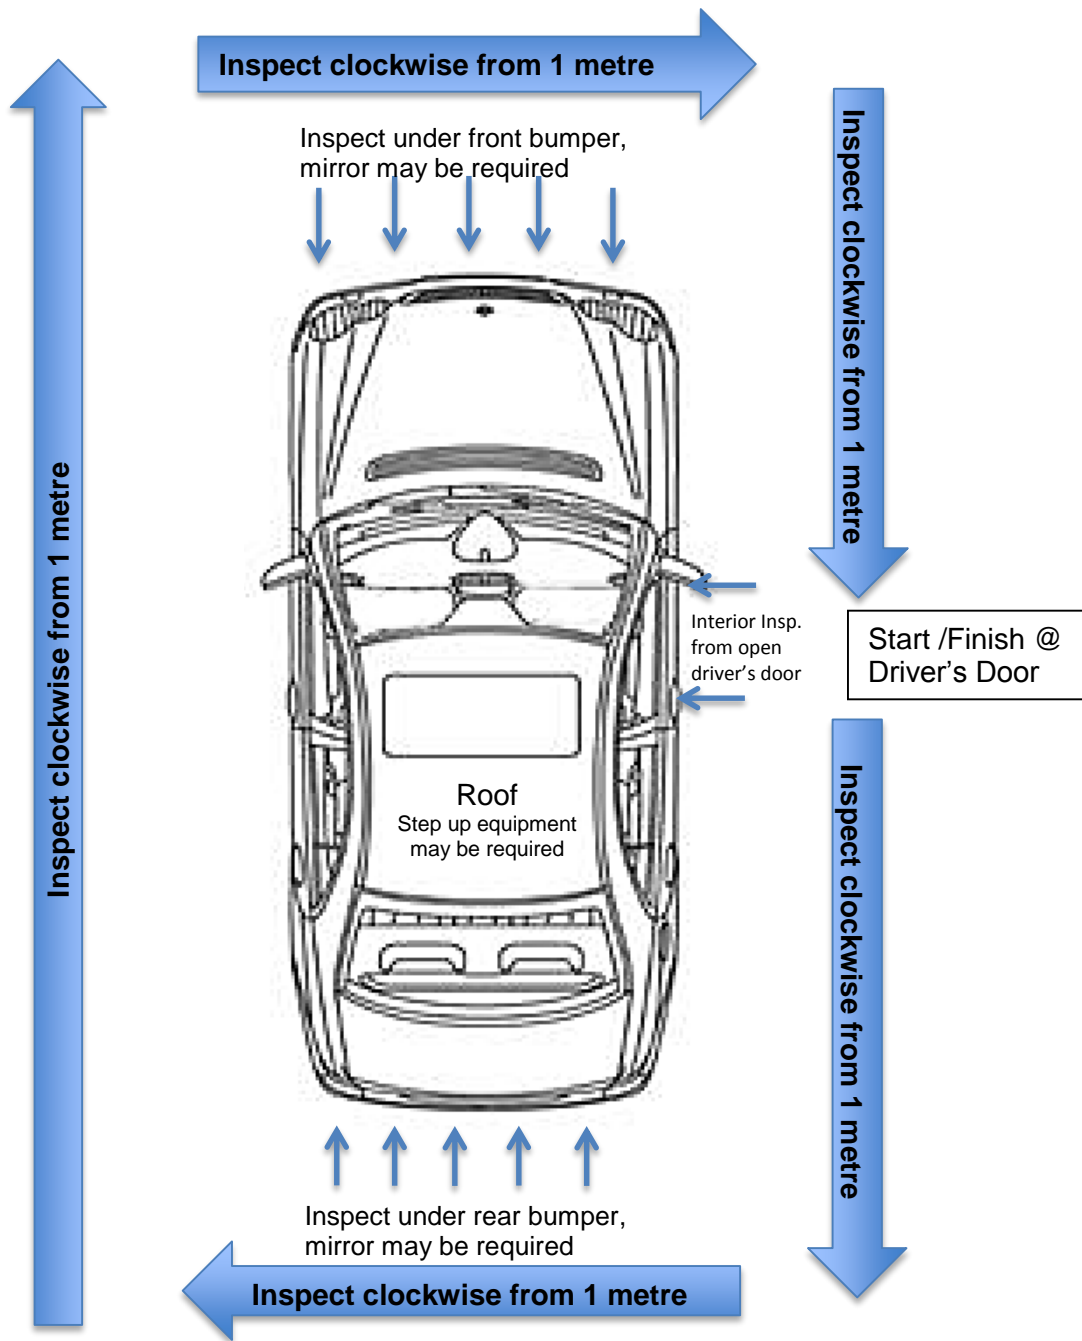 Inspect clockwise from 1 metre
Inspect under front bumper,
mirror may be required
Inspect clockwise from 1 metre
Inspect clockwise from 1 metre
Interior Insp.
from open
driver's door
Start /Finish @
Driver's Door
Roof
Step up equipment
may be required
Inspect clockwise from 1 metre
Inspect under rear bumper,
mirror may be required
Inspect clockwise from 1 metre